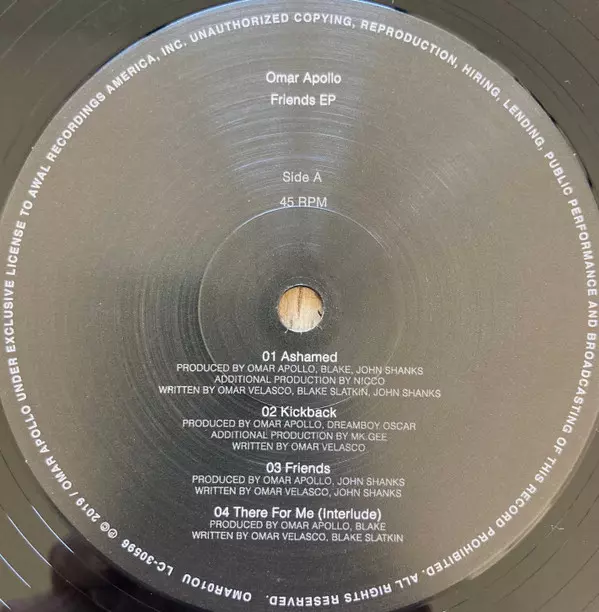 Omar Apollo
Friends EP
Side A
45 RPM
01 Ashamed
PRODUCED BY OMAR APOLLO, BLAKE, JOHN SHANKS
ADDITIONAL PRODUCTION BY NICCO
WRITTEN BY OMAR VELASCO, BLAKE SLATKIN, JOHN SHANKS
02 Kickback
PRODUCED BY OMAR APOLLO, DREAMBOY OSCAR
ADDITIONAL PRODUCTION BY MK.GEE
WRITTEN BY OMAR VELASCO
03 Friends
PRODUCED BY OMAR APOLLO, JOHN SHANKS
WRITTEN BY OMAR VELASCO, JOHN SHANKS
04 There For Me (Interlude)
PRODUCED BY OMAR APOLLO, BLAKE
WRITTEN BY OMAR VELASCO, BLAKE SLATKIN
℗© 2019 / OMAR APOLLO UNDER EXCLUSIVE LICENSE TO AWAL RECORDINGS AMERICA, INC. UNAUTHORIZED COPYING, REPRODUCTION, HIRING, LENDING, PUBLIC PERFORMANCE AND BROADCASTING OF THIS RECORD PROHIBITED. ALL RIGHTS RESERVED. OMAR01OU LC-30596